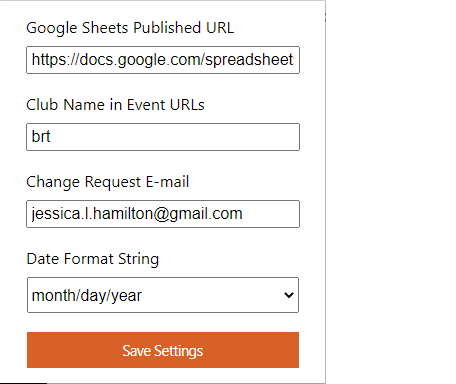 Google Sheets Published URL
https://docs.google.com/spreadsheet
Club Name in Event URLs
brt
Change Request E-mail
jessica.l.hamilton@gmail.com
Date Format String
month/day/year
Save Settings